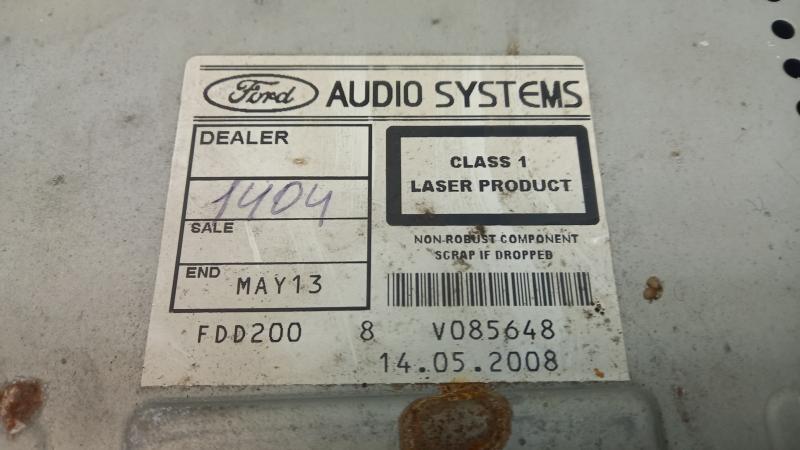 Ford AUDIO SYSTEMS
DEALER
1404
SALE
END MAY13
CLASS 1
LASER PRODUCT
NON-ROBUST COMPONENT
SCRAP IF DROPPED
FDD200 8 V085648
14.05.2008